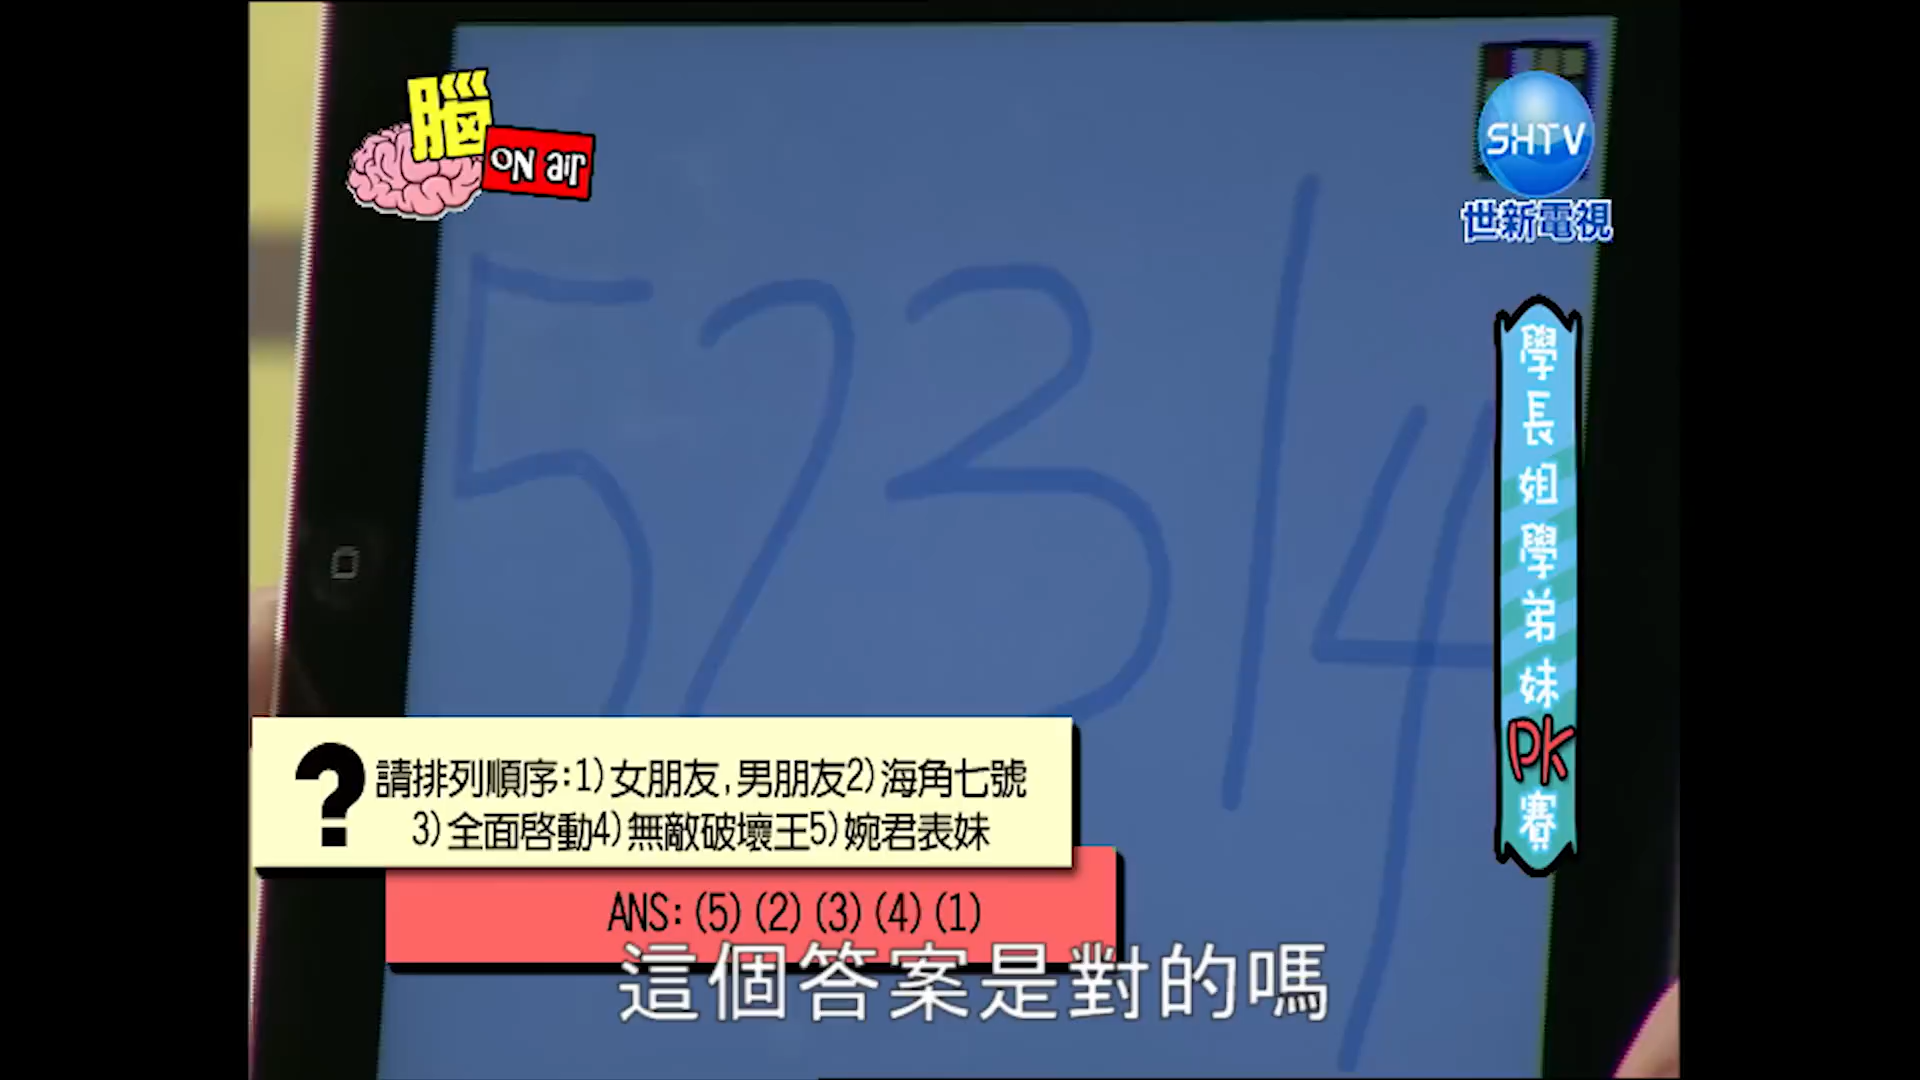 腦
ON air
SHTV
世新電視
52314
學長姐學弟妹PK賽
?
請排列順序:1)女朋友,男朋友2)海角七號
3)全面啓動4)無敵破壞王5)婉君表妹
ANS:(5)(2)(3)(4)(1)
這個答案是對的嗎